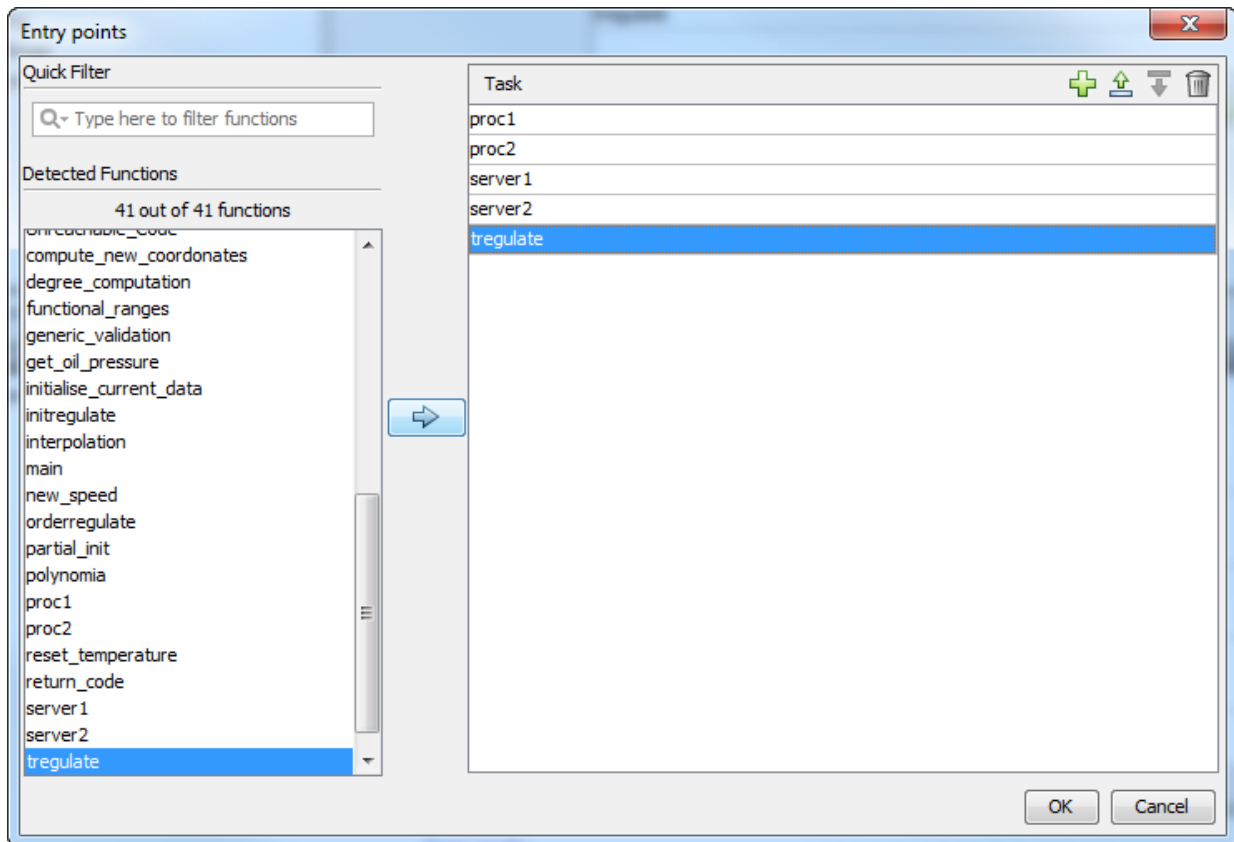 Entry points
Quick Filter
Type here to filter functions
Detected Functions
41 out of 41 functions
Unreachable_Code
compute_new_coordonates
degree_computation
functional_ranges
generic_validation
get_oil_pressure
initialise_current_data
initregulate
interpolation
main
new_speed
orderregulate
partial_init
polynomia
proc1
proc2
reset_temperature
return_code
server1
server2
tregulate
Task
proc1
proc2
server1
server2
tregulate
OK
Cancel